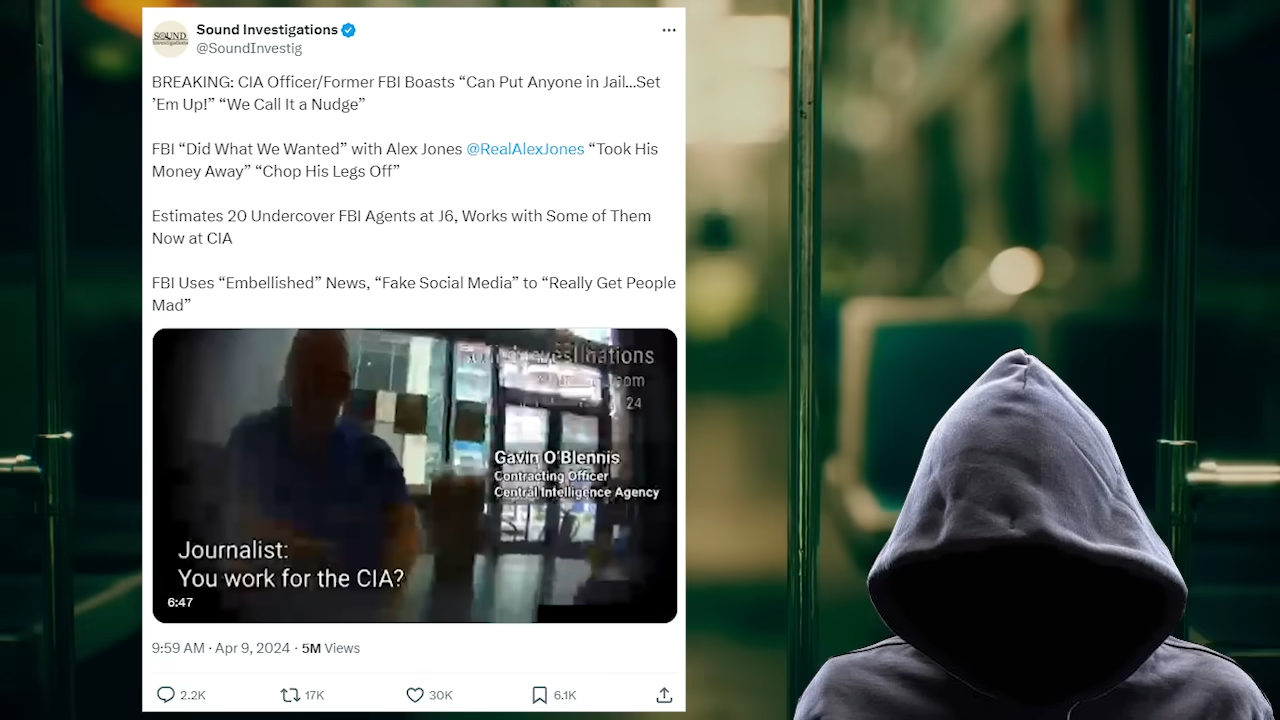 Sound Investigations
@SoundInvestig
BREAKING: CIA Officer/Former FBI Boasts “Can Put Anyone in Jail...Set
’Em Up!” “We Call It a Nudge”
FBI “Did What We Wanted” with Alex Jones @RealAlexJones “Took His
Money Away” “Chop His Legs Off”
Estimates 20 Undercover FBI Agents at J6, Works with Some of Them
Now at CIA
FBI Uses “Embellished” News, “Fake Social Media” to “Really Get People
Mad”
Gavin O'Blennis
Contracting Officer
Central Intelligence Agency
Journalist:
You work for the CIA?
6:47
9:59 AM · Apr 9, 2024 · 5M Views
2.2K 17K 30K 6.1K